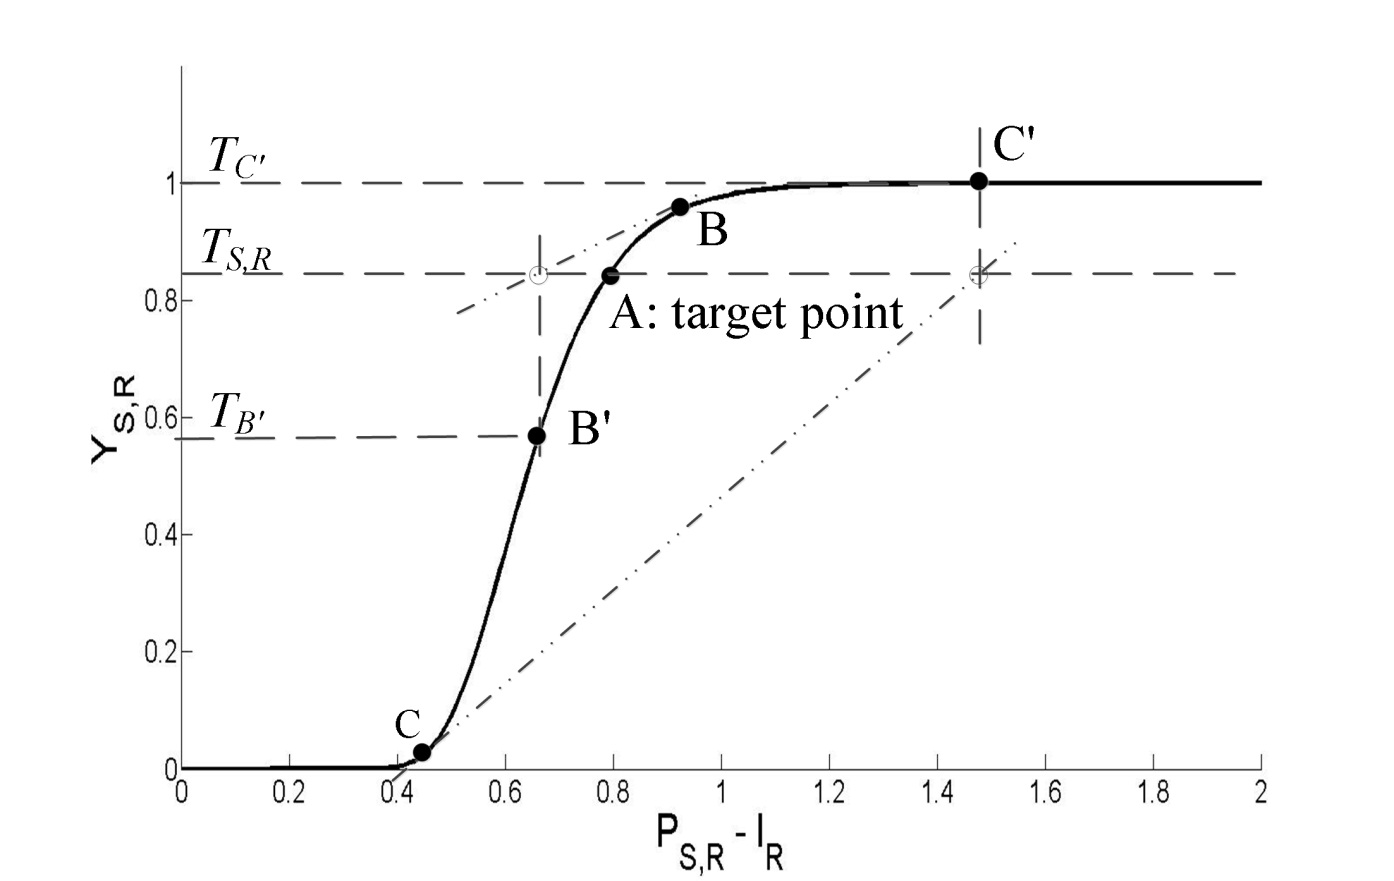 T_C'
1
C'
B
T_S,R
0.8
A: target point
Y_S,R
0.6
T_B'
B'
0.4
0.2
C
0
0 0.2 0.4 0.6 0.8 1 1.2 1.4 1.6 1.8 2
P_S,R - I_R